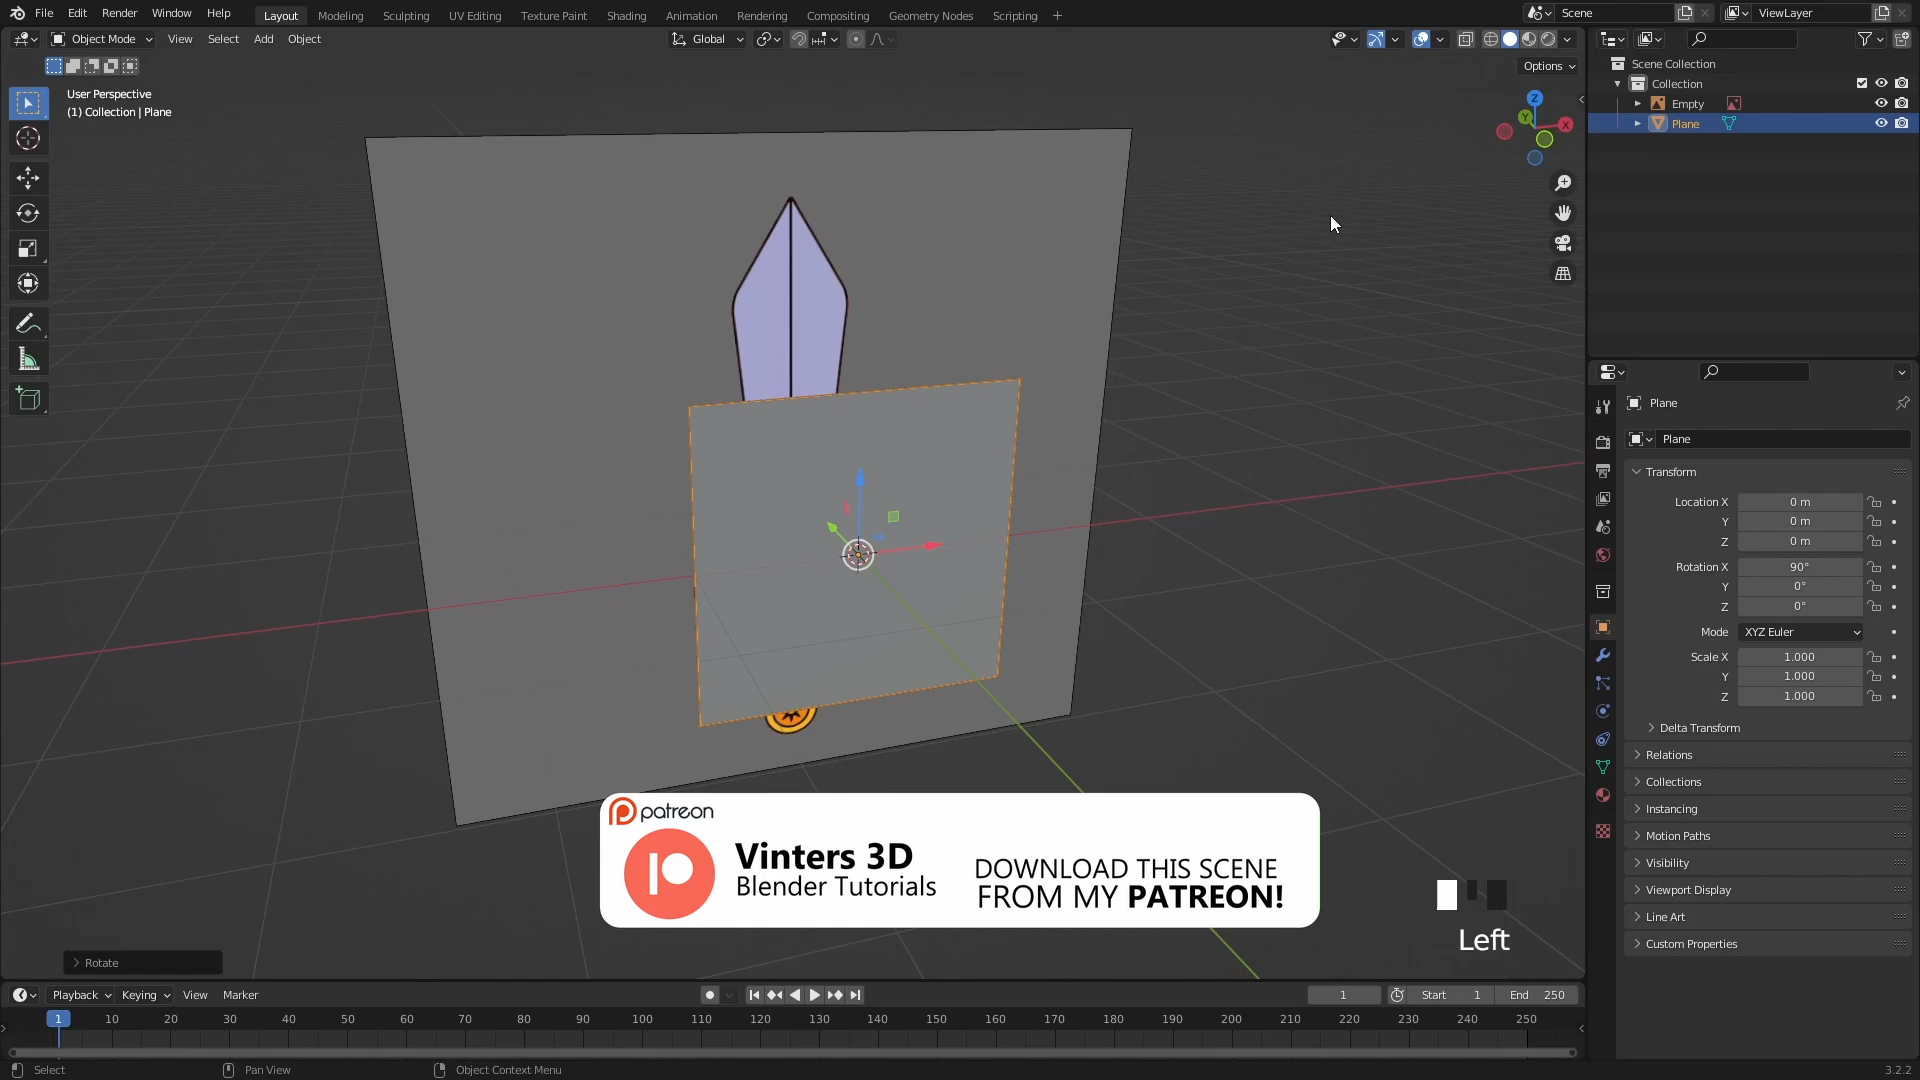 File Edit Render Window Help Layout Modeling Sculpting UV Editing Texture Paint Shading Animation Rendering Compositing Geometry Nodes Scripting + Scene ViewLayer
Object Mode View Select Add Object Global
Options
User Perspective
(1) Collection | Plane
Z
Y
X
Scene Collection
Collection
Empty
Plane
Plane
Plane
Transform
Location X 0 m
Y 0 m
Z 0 m
Rotation X 90°
Y 0°
Z 0°
Mode XYZ Euler
Scale X 1.000
Y 1.000
Z 1.000
Delta Transform
Relations
Collections
Instancing
Motion Paths
Visibility
Viewport Display
Line Art
Custom Properties
patreon
Vinters 3D
Blender Tutorials
DOWNLOAD THIS SCENE
FROM MY PATREON!
Left
Rotate
Playback Keying View Marker 1 Start 1 End 250
1 10 20 30 40 50 60 70 80 90 100 110 120 130 140 150 160 170 180 190 200 210 220 230 240 250
Select Pan View Object Context Menu 3.2.2